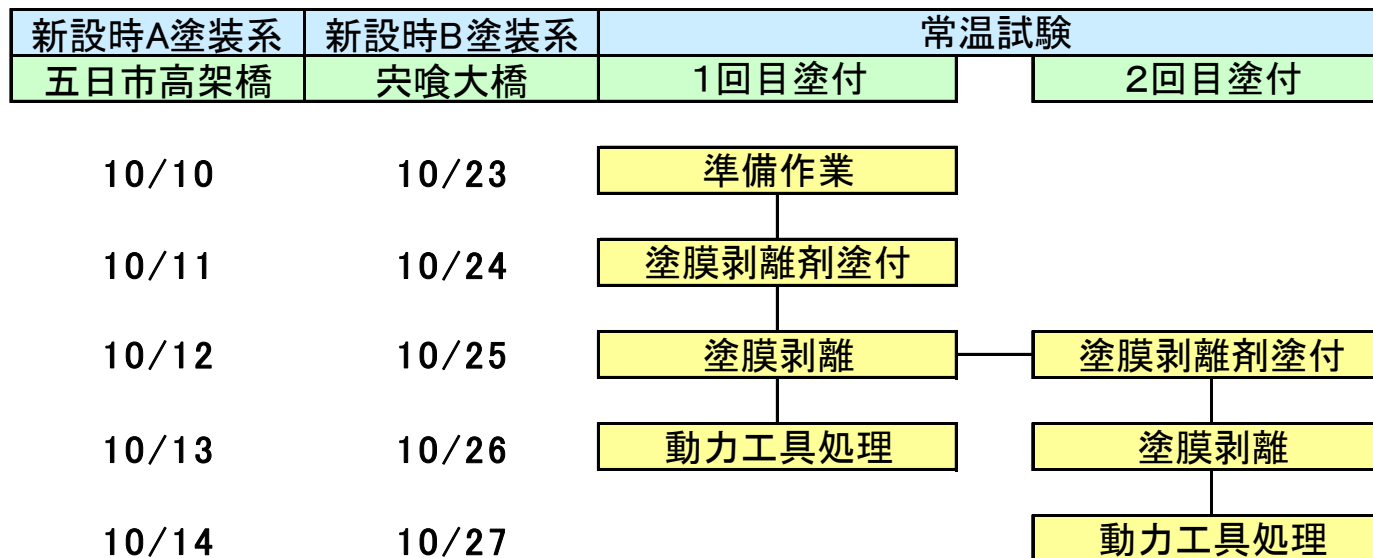 新設時A塗装系 新設時B塗装系 常温試験
五日市高架橋 宍喰大橋 1回目塗付 2回目塗付
10/10 10/23 準備作業
10/11 10/24 塗膜剥離剤塗付
10/12 10/25 塗膜剥離 塗膜剥離剤塗付
10/13 10/26 動力工具処理 塗膜剥離
10/14 10/27 動力工具処理